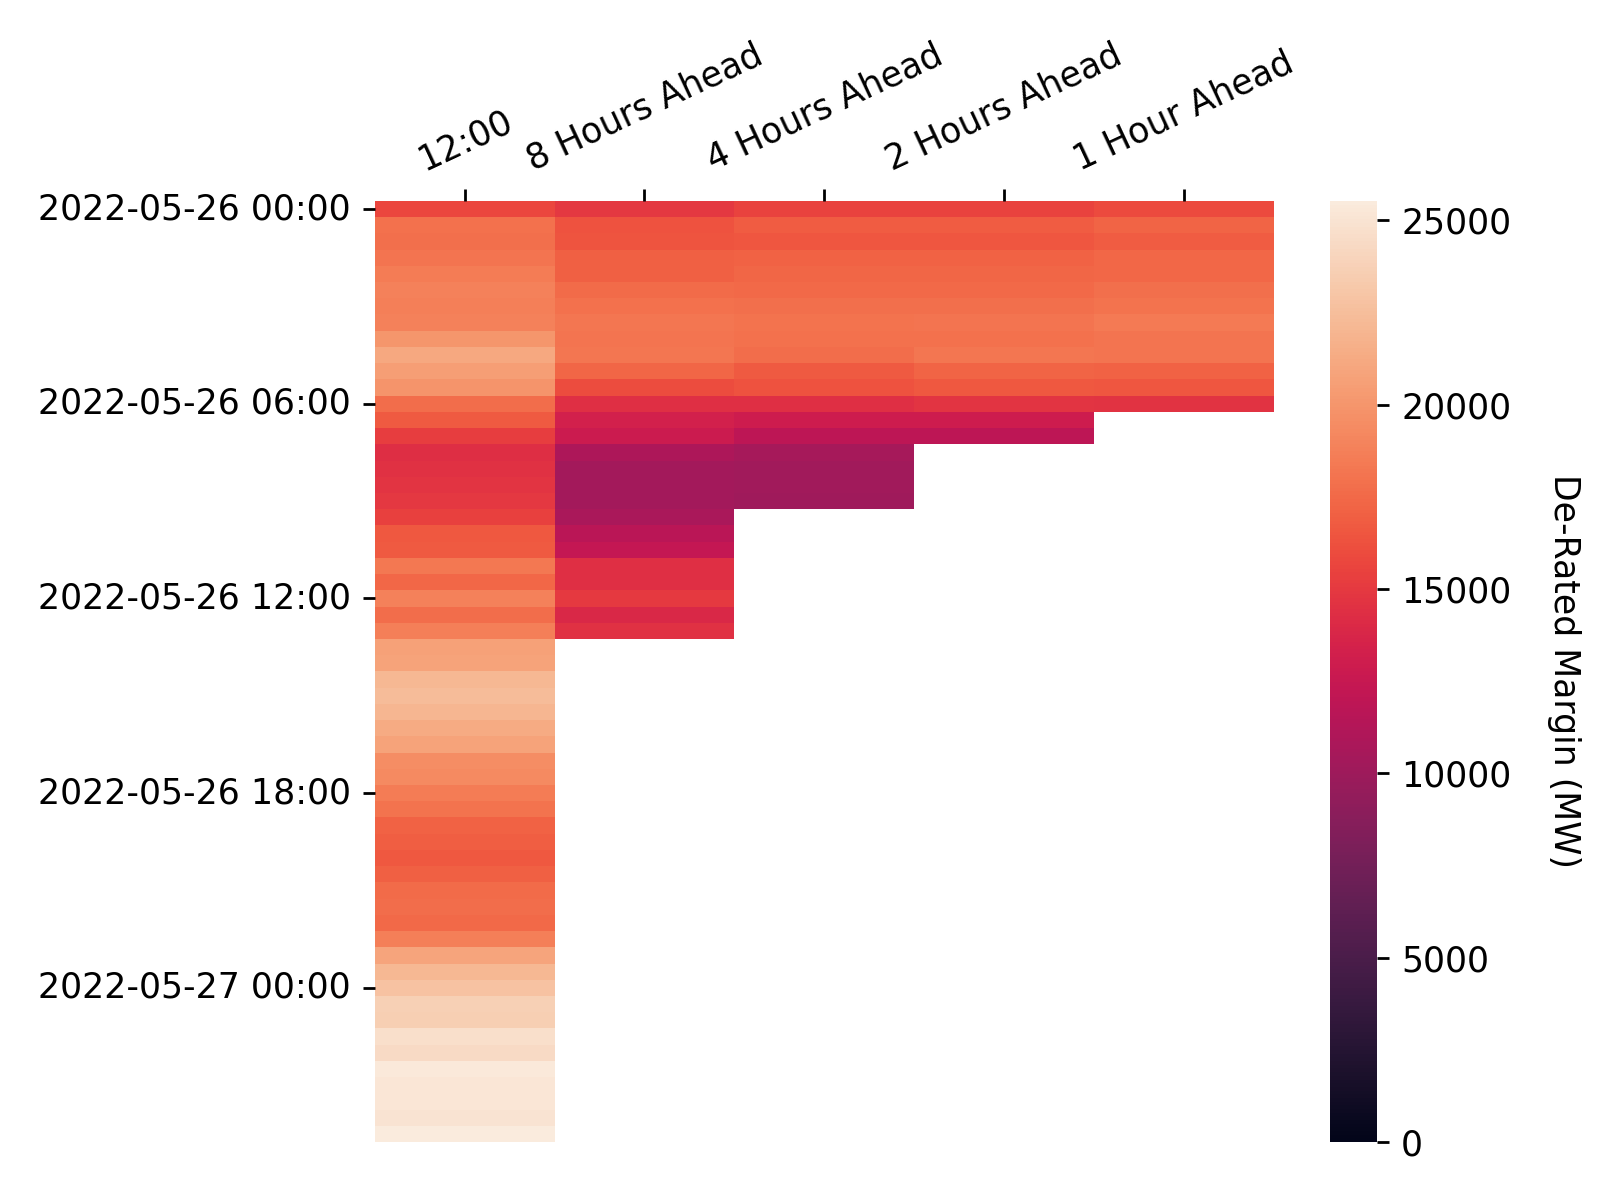 12:00
8 Hours Ahead
4 Hours Ahead
2 Hours Ahead
1 Hour Ahead
2022-05-26 00:00
2022-05-26 06:00
2022-05-26 12:00
2022-05-26 18:00
2022-05-27 00:00
25000
20000
15000
10000
5000
0
De-Rated Margin (MW)